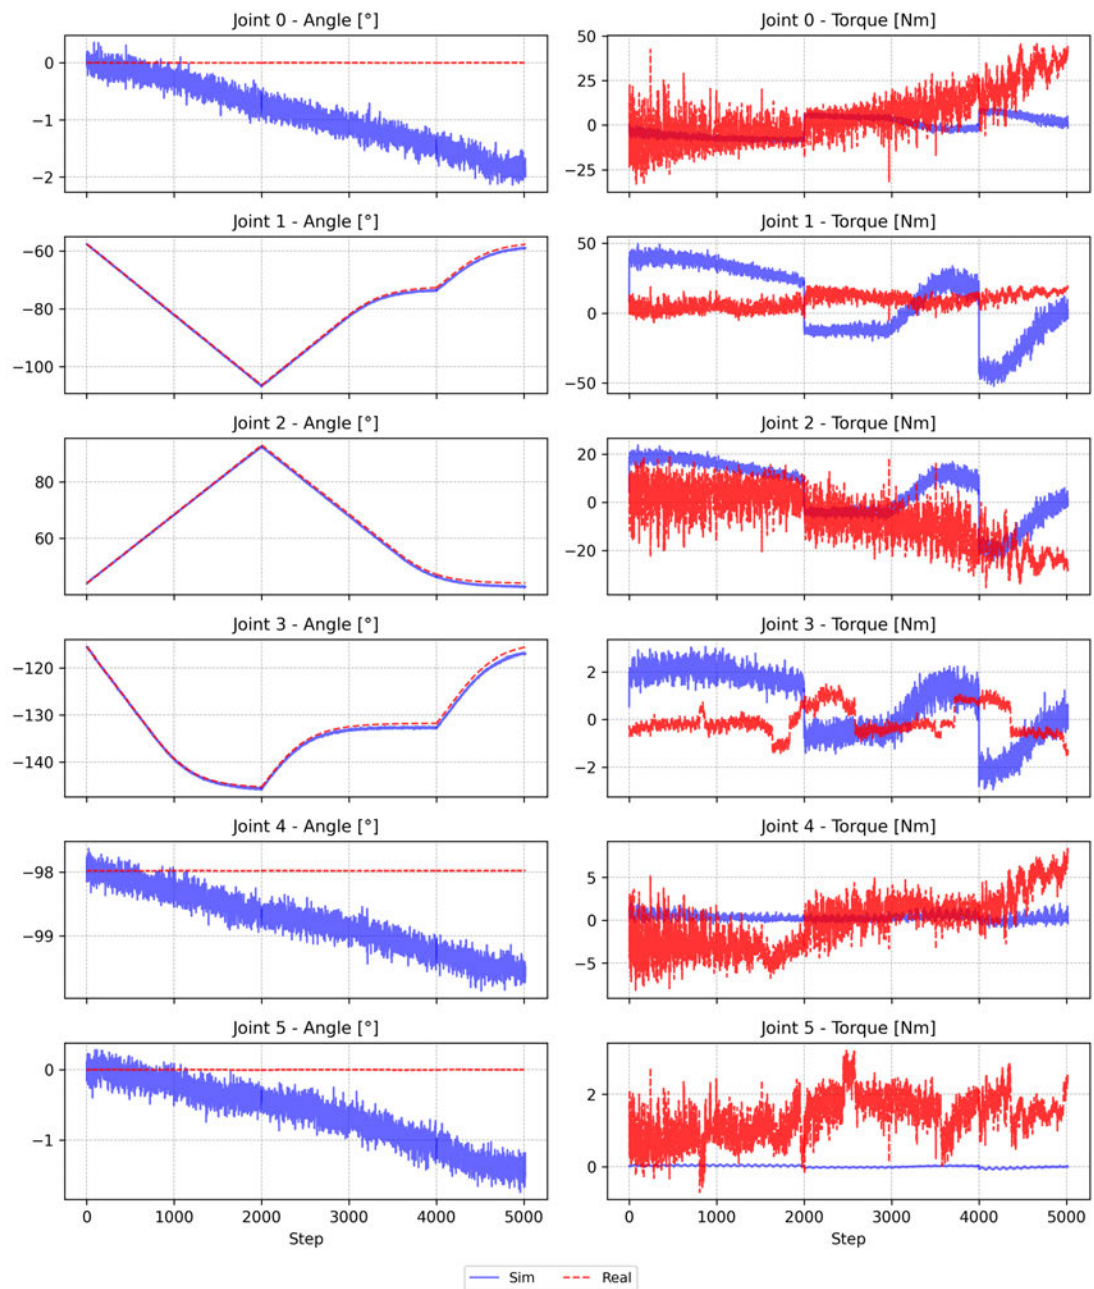 Joint 0 - Angle [°]
Joint 0 - Torque [Nm]
0
−1
−2
50
25
0
−25
Joint 1 - Angle [°]
Joint 1 - Torque [Nm]
−60
−80
−100
50
0
−50
Joint 2 - Angle [°]
Joint 2 - Torque [Nm]
80
60
20
0
−20
Joint 3 - Angle [°]
Joint 3 - Torque [Nm]
−120
−130
−140
2
0
−2
Joint 4 - Angle [°]
Joint 4 - Torque [Nm]
−98
−99
5
0
−5
Joint 5 - Angle [°]
Joint 5 - Torque [Nm]
0
−1
2
0
0 1000 2000 3000 4000 5000
0 1000 2000 3000 4000 5000
Step
Step
Sim Real